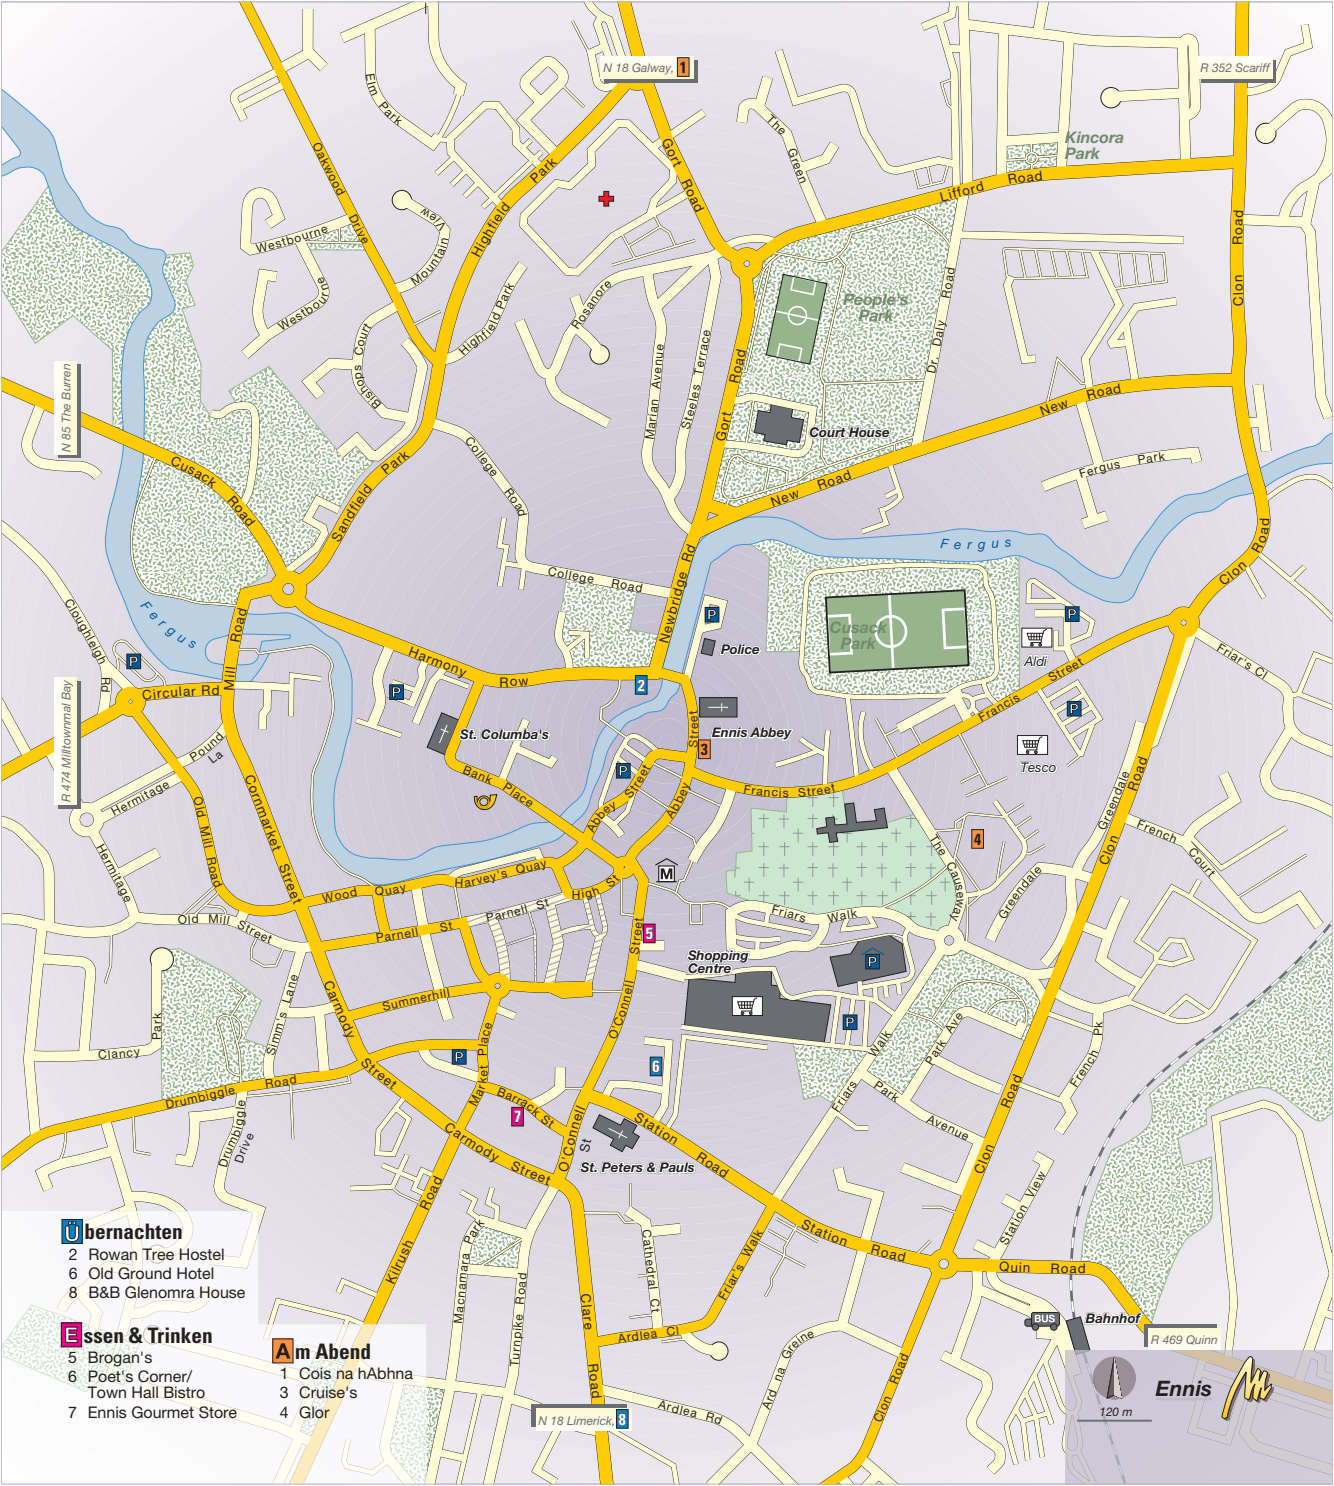 N 18 Galway, 1
R 352 Scariff
Elm Park
Oakwood Drive
Gort Road
The Green
Kincora
Park
Highfield Park
Lifford Road
Westbourne
Westbourne
Mountain View
Clon Road
Rosanore
People's
Park
Dr. Daly Road
Bishops Court
Highfield Park
Marian Avenue
Steeles Terrace
Gort Road
N 85 The Burren
Court House
New Road
New Road
Cusack Road
Sandfield Park
College Road
Fergus Park
Fergus
Clon Road
College Road
Newbridge Rd
Cloughleigh Rd
Fergus
P
P
Cusack
Park
Police
Aldi
Mill Road
Harmony Row
Circular Rd
P
P
2
Francis Street
P
Friar's Cl
R 474 Milltownmal Bay
St. Columba's
Ennis Abbey
Street
3
Tesco
Pound La
Bank Place
P
Abbey Street
Abbey
Francis Street
Hermitage
Greendale
Clon Road
Old Mill Road
Cornmarket Street
The Causeway
4
French Court
Hermitage
Wood Quay
Harvey's Quay
High St
M
Greendale
Old Mill Street
Parnell St
Parnell St
Friars Walk
O'Connell Street
5
Shopping
Centre
P
Summerhill
Carmody Street
Simm's Lane
Clancy Park
P
Park Ave
French Pk
Market Place
P
6
Friars Walk
Park Avenue
Drumbiggle Road
Barrack St
7
O'Connell St
Station Road
Drumbiggle Drive
Carmody Street
St. Peters & Pauls
Clon Road
Kilrush Road
Macnamara Park
Turnpike Road
Cathedral Ct
Friar's Walk
Station Road
Station View
Quin Road
Clare Road
Ardlea Cl
Ard na Greine
BUS
Bahnhof
R 469 Quinn
Ardlea Rd
Clon Road
N 18 Limerick, 8
Übernachten
2 Rowan Tree Hostel
6 Old Ground Hotel
8 B&B Glenomra House
Essen & Trinken
5 Brogan's
6 Poet's Corner/
Town Hall Bistro
7 Ennis Gourmet Store
Am Abend
1 Cois na hAbhna
3 Cruise's
4 Glor
120 m
Ennis